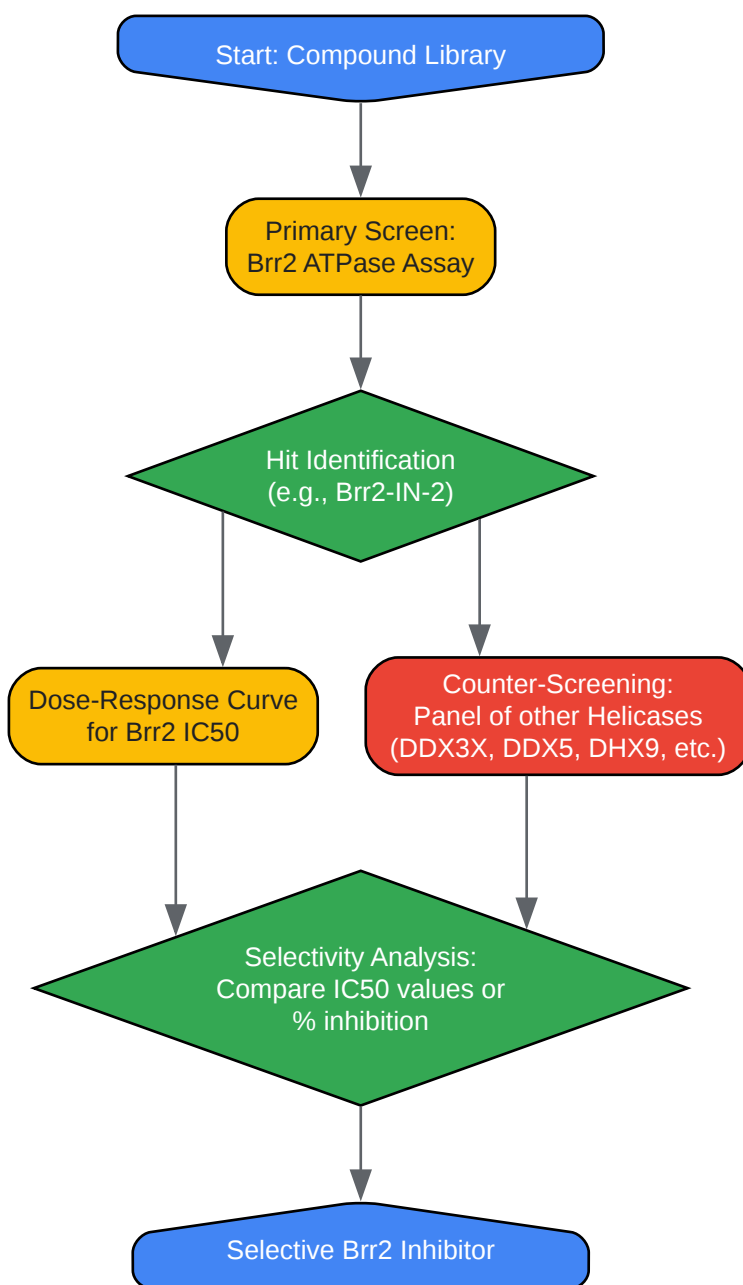 Start: Compound Library
Primary Screen:
Brr2 ATPase Assay
Hit Identification
(e.g., Brr2-IN-2)
Dose-Response Curve
for Brr2 IC50
Counter-Screening:
Panel of other Helicases
(DDX3X, DDX5, DHX9, etc.)
Selectivity Analysis:
Compare IC50 values or
% inhibition
Selective Brr2 Inhibitor